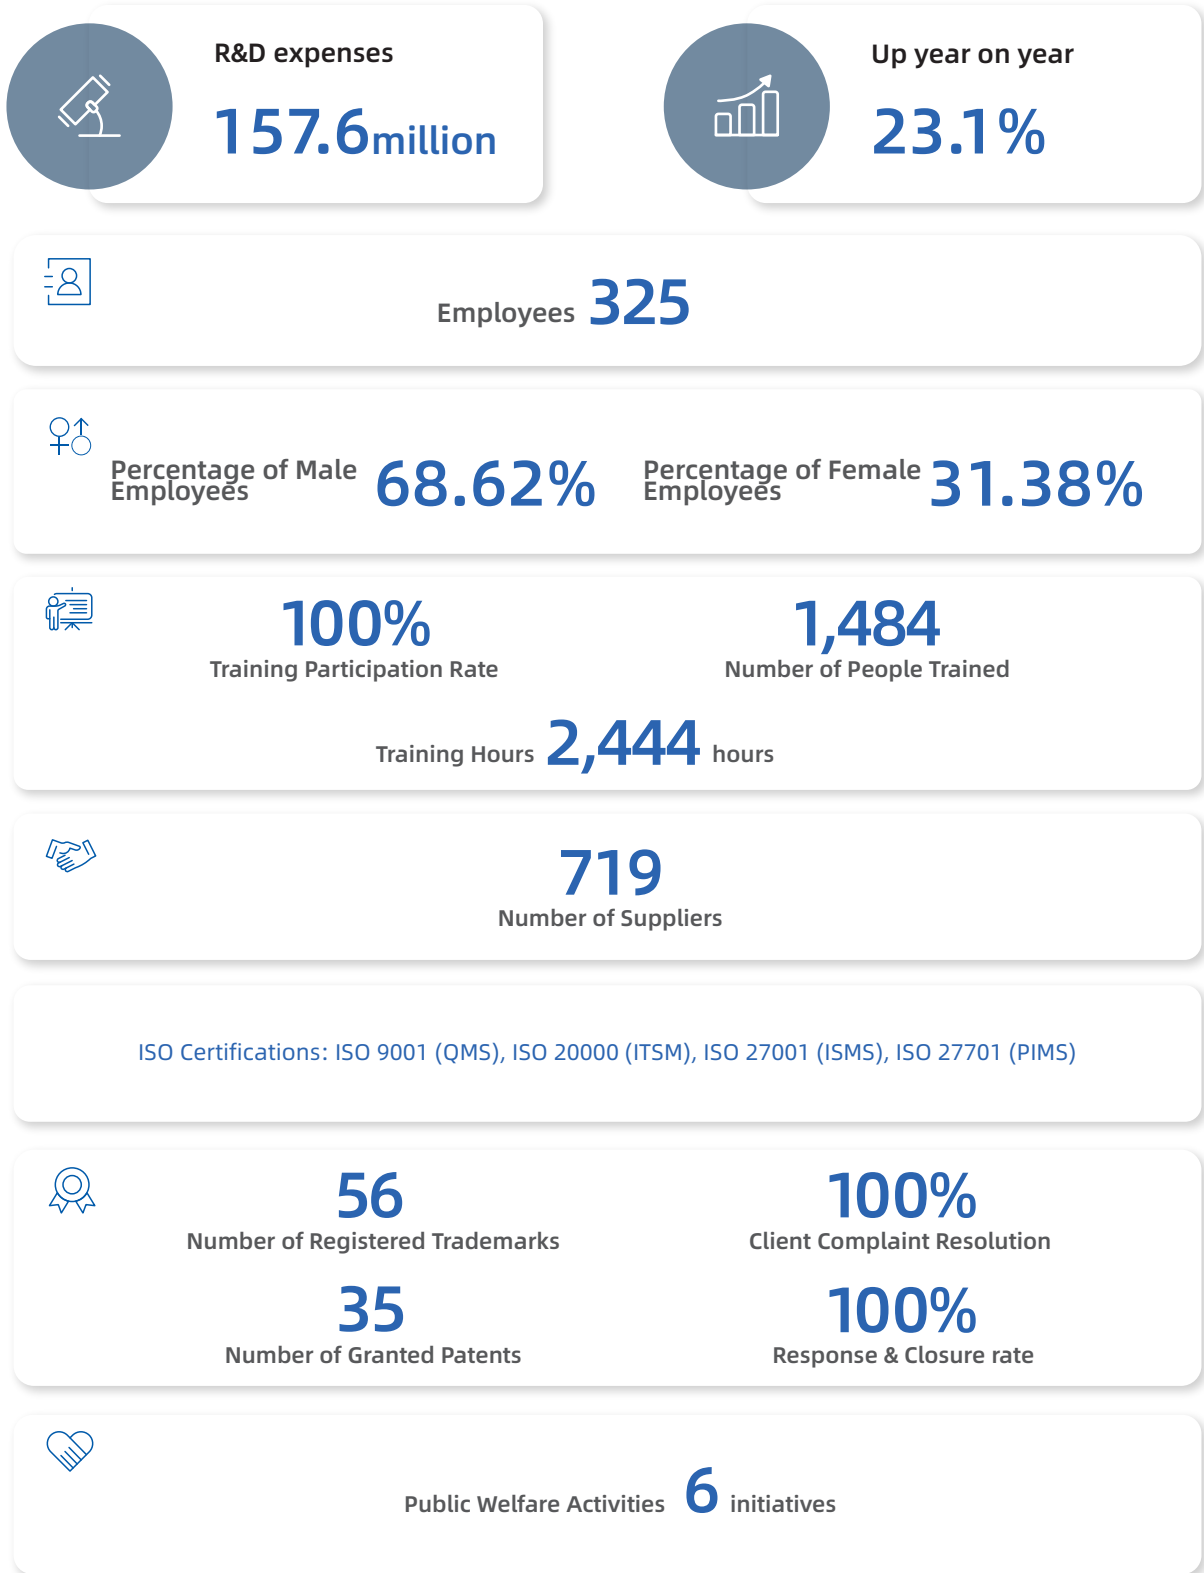 R&D expenses
157.6million
Up year on year
23.1%
Employees 325
Percentage of Male
Employees
68.62%
Percentage of Female
Employees
31.38%
100%
Training Participation Rate
1,484
Number of People Trained
Training Hours 2,444 hours
719
Number of Suppliers
ISO Certifications: ISO 9001 (QMS), ISO 20000 (ITSM), ISO 27001 (ISMS), ISO 27701 (PIMS)
56
Number of Registered Trademarks
100%
Client Complaint Resolution
35
Number of Granted Patents
100%
Response & Closure rate
Public Welfare Activities 6 initiatives